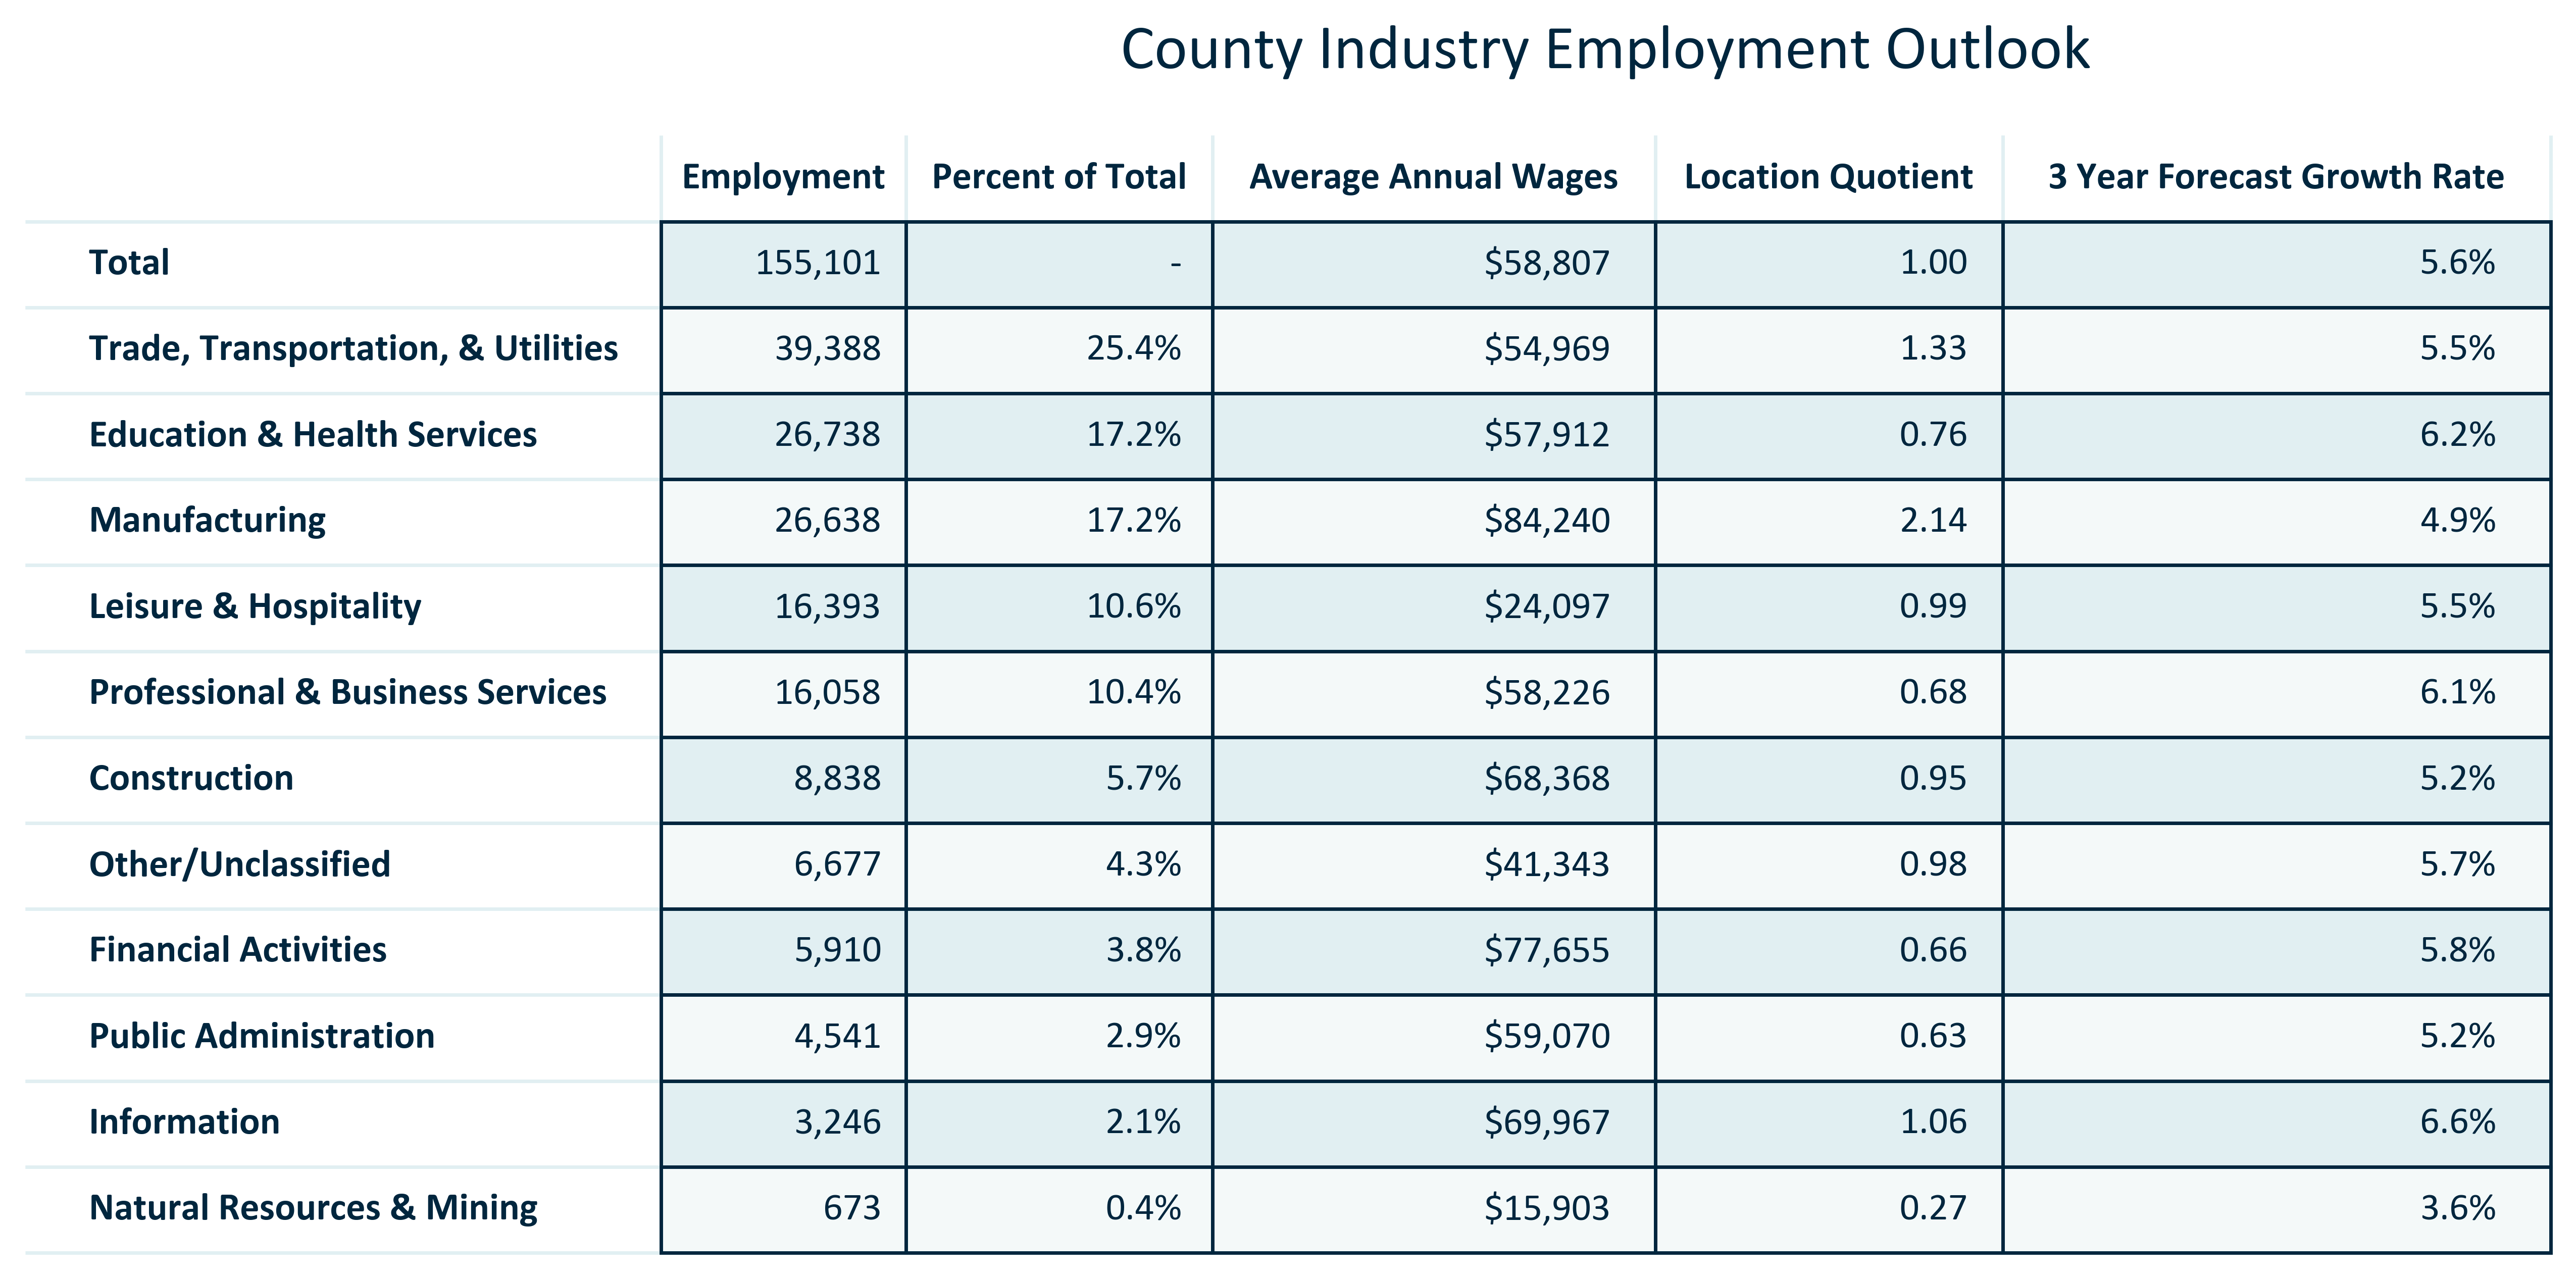 County Industry Employment Outlook
Employment Percent of Total Average Annual Wages Location Quotient 3 Year Forecast Growth Rate
Total 155,101 - $58,807 1.00 5.6%
Trade, Transportation, & Utilities 39,388 25.4% $54,969 1.33 5.5%
Education & Health Services 26,738 17.2% $57,912 0.76 6.2%
Manufacturing 26,638 17.2% $84,240 2.14 4.9%
Leisure & Hospitality 16,393 10.6% $24,097 0.99 5.5%
Professional & Business Services 16,058 10.4% $58,226 0.68 6.1%
Construction 8,838 5.7% $68,368 0.95 5.2%
Other/Unclassified 6,677 4.3% $41,343 0.98 5.7%
Financial Activities 5,910 3.8% $77,655 0.66 5.8%
Public Administration 4,541 2.9% $59,070 0.63 5.2%
Information 3,246 2.1% $69,967 1.06 6.6%
Natural Resources & Mining 673 0.4% $15,903 0.27 3.6%